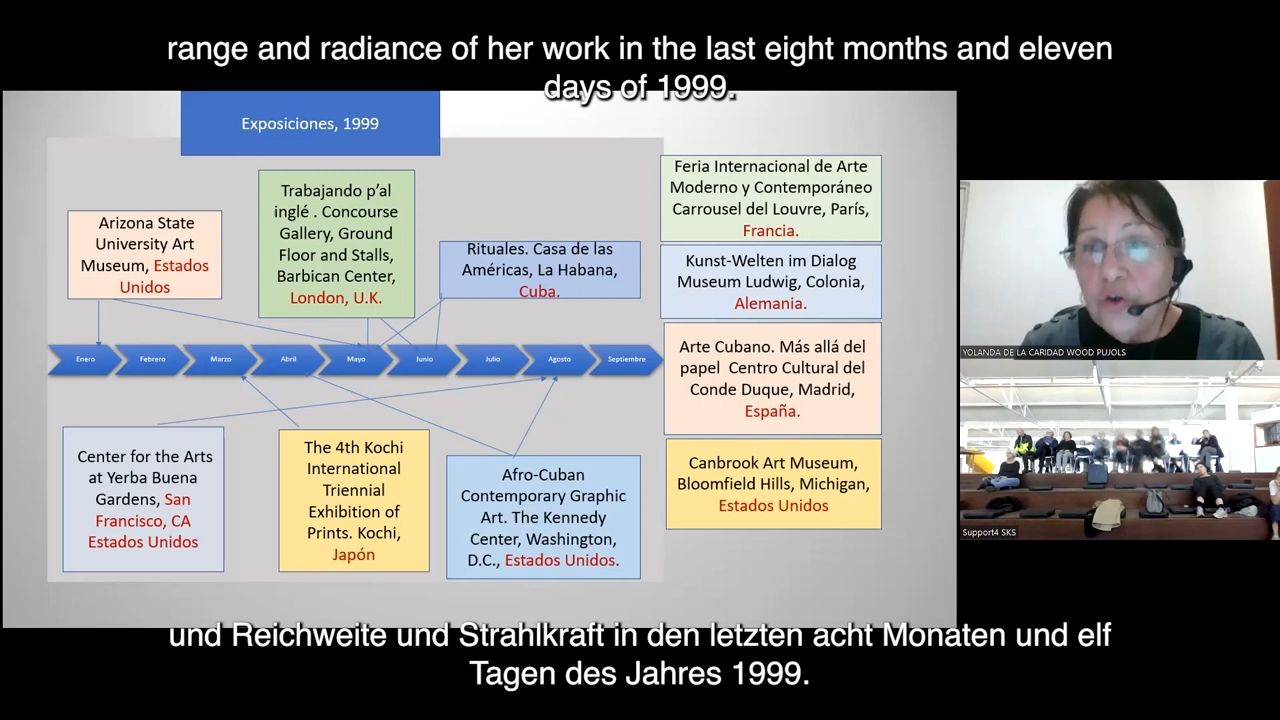 range and radiance of her work in the last eight months and eleven
days of 1999.
Exposiciones, 1999
Arizona State
University Art
Museum, Estados
Unidos
Trabajando p'al
inglé . Concourse
Gallery, Ground
Floor and Stalls,
Barbican Center,
London, U.K.
Rituales. Casa de las
Américas, La Habana,
Cuba.
Feria Internacional de Arte
Moderno y Contemporáneo
Carrousel del Louvre, París,
Francia.
Kunst-Welten im Dialog
Museum Ludwig, Colonia,
Alemania.
Arte Cubano. Más allá del
papel Centro Cultural del
Conde Duque, Madrid,
España.
Canbrook Art Museum,
Bloomfield Hills, Michigan,
Estados Unidos
Enero
Febrero
Marzo
Abril
Mayo
Junio
Julio
Agosto
Septiembre
Center for the Arts
at Yerba Buena
Gardens, San
Francisco, CA
Estados Unidos
The 4th Kochi
International
Triennial
Exhibition of
Prints. Kochi,
Japón
Afro-Cuban
Contemporary Graphic
Art. The Kennedy
Center, Washington,
D.C., Estados Unidos.
YOLANDA DE LA CARIDAD WOOD PUJOLS
Support4 SKS
und Reichweite und Strahlkraft in den letzten acht Monaten und elf
Tagen des Jahres 1999.